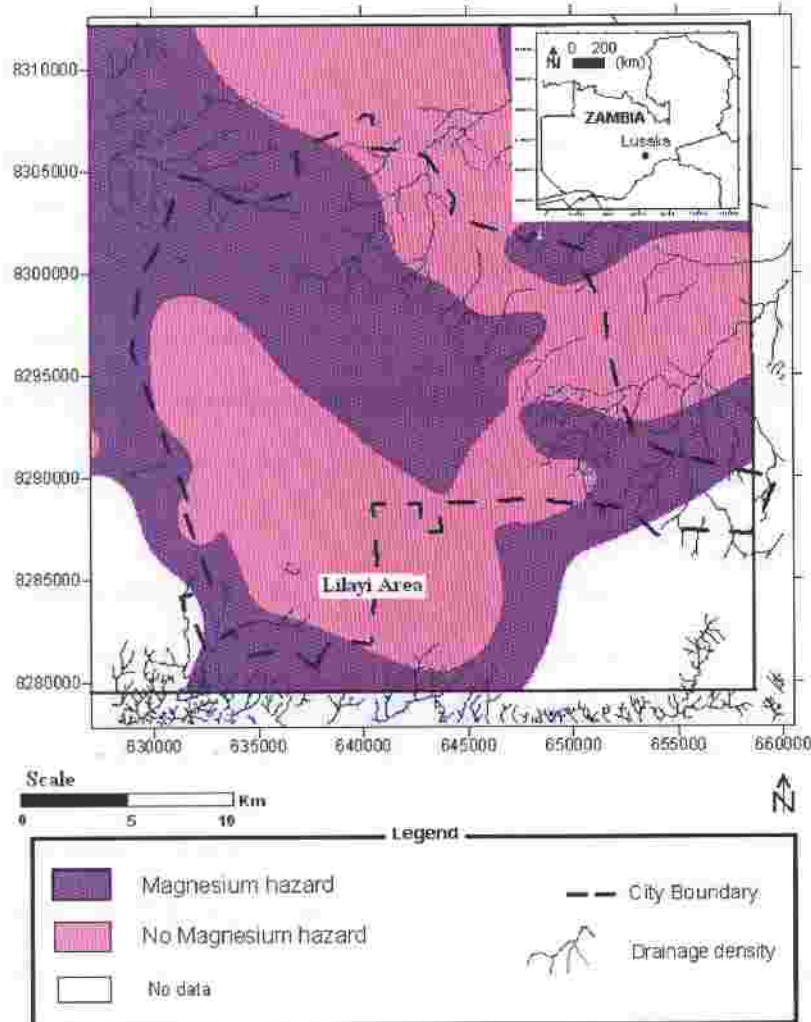 8310000
8305000
8300000
8295000
8290000
8285000
8280000
N 0 200
(km)
ZAMBIA
Lusaka
Lilayi Area
630000 635000 640000 645000 650000 655000 660000
Scale
Km
0 5 10
N
Legend
Magnesium hazard
City Boundary
No Magnesium hazard
Drainage density
No data